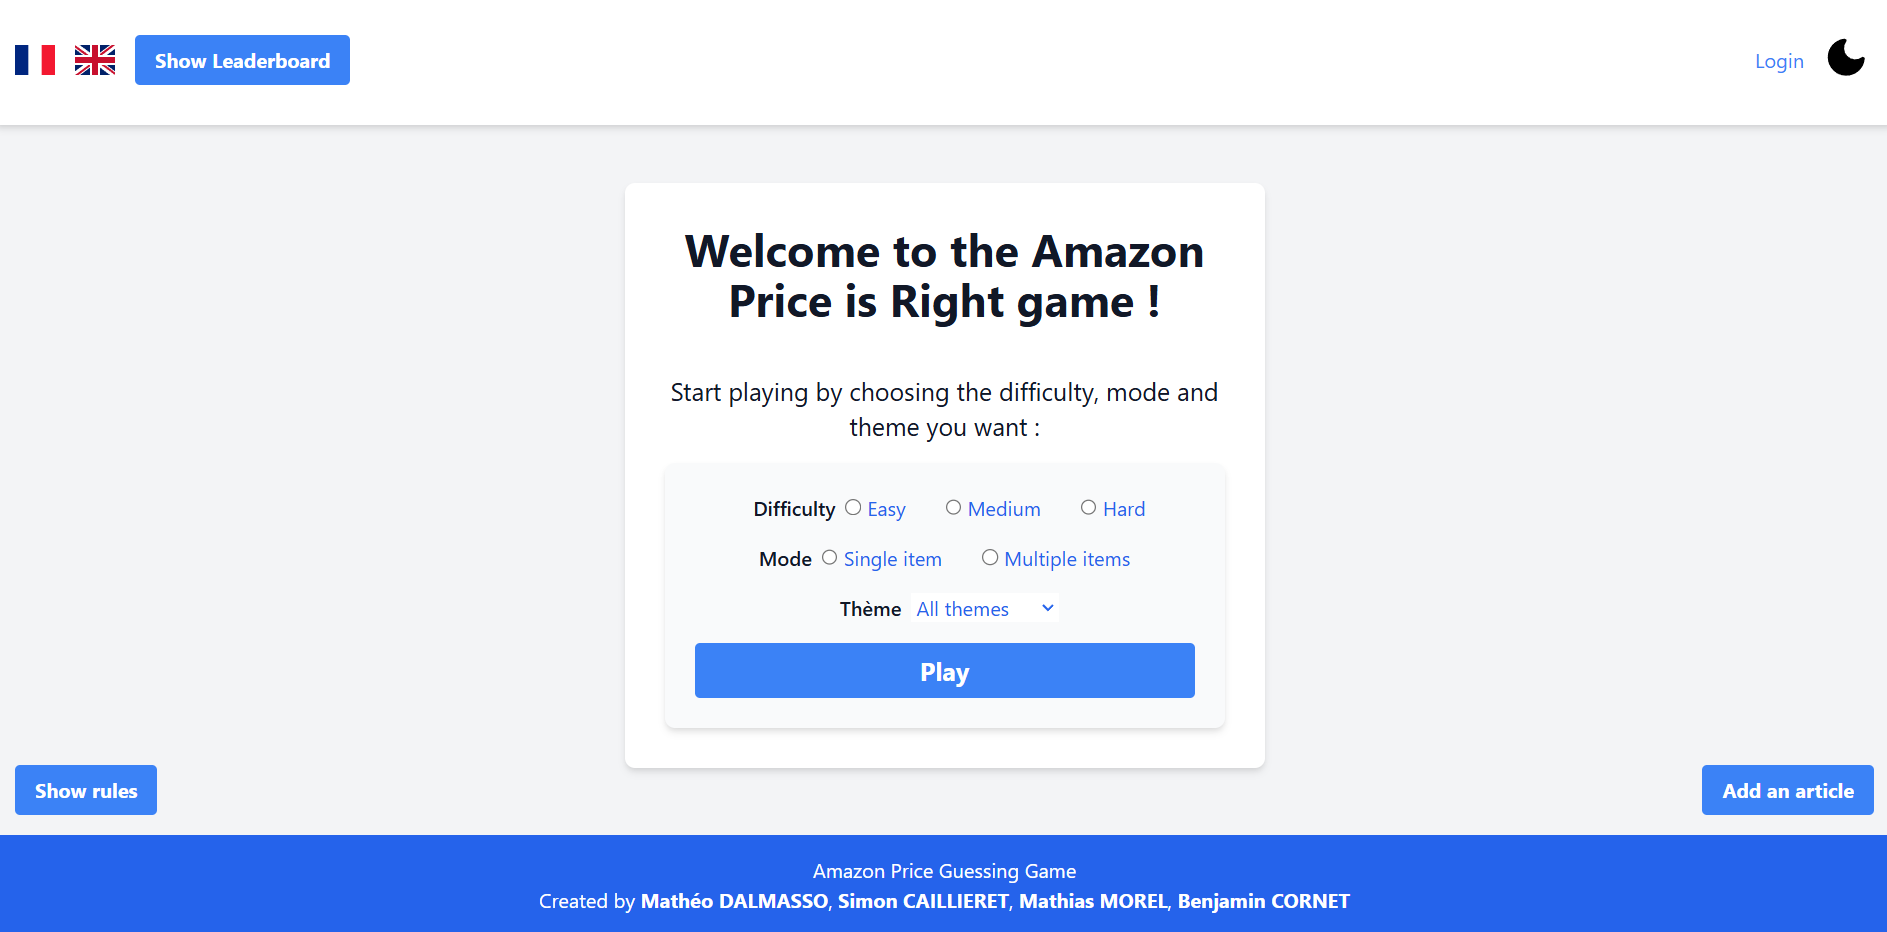 Show Leaderboard
Login
Welcome to the Amazon
Price is Right game !
Start playing by choosing the difficulty, mode and
theme you want :
Difficulty Easy Medium Hard
Mode Single item Multiple items
Thème All themes
Play
Show rules
Add an article
Amazon Price Guessing Game
Created by Mathéo DALMASSO, Simon CAILLIERET, Mathias MOREL, Benjamin CORNET